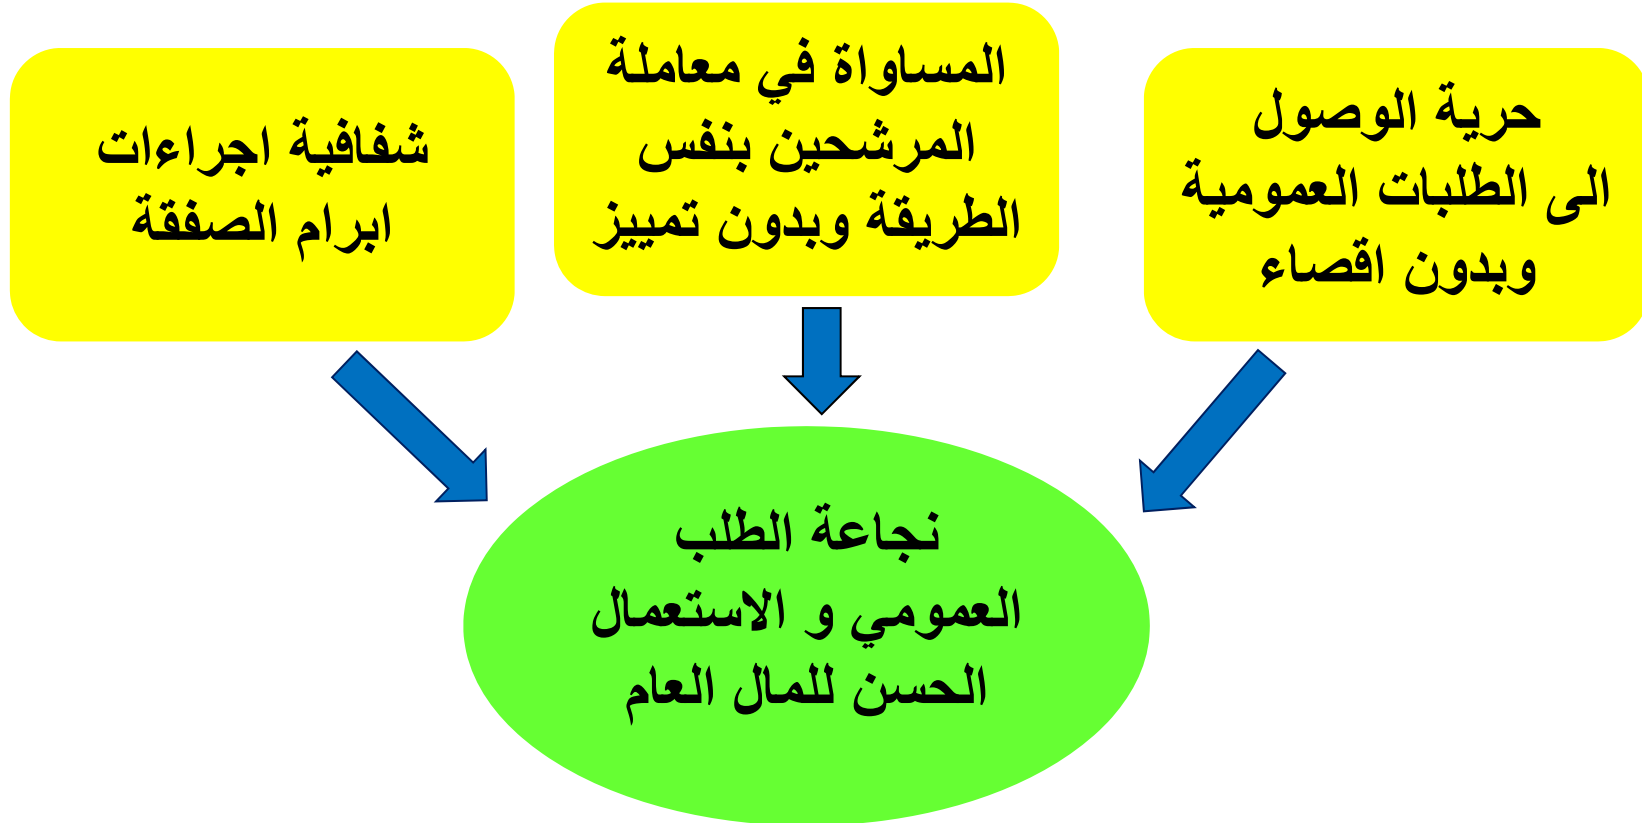 حرية الوصول
الى الطلبات العمومية
وبدون اقصاء
المساواة في معاملة
المرشحين بنفس
الطريقة وبدون تمييز
شفافية اجراءات
ابرام الصفقة
نجاعة الطلب
العمومي و الاستعمال
الحسن للمال العام